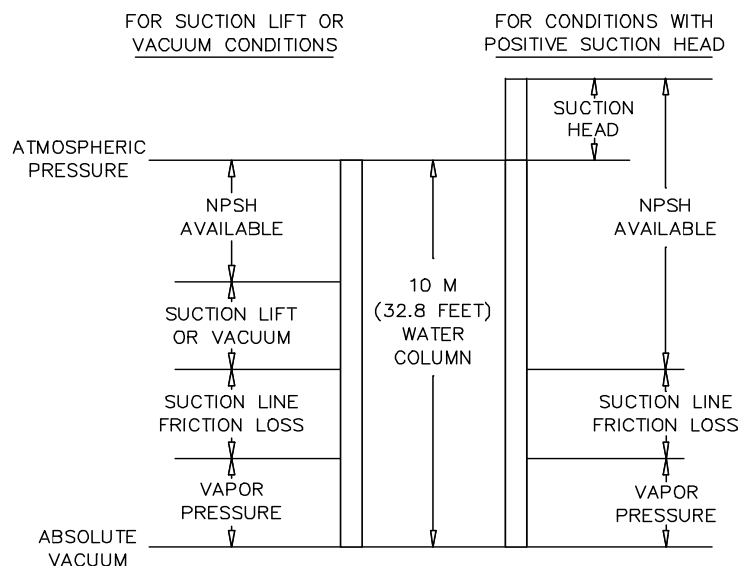 FOR SUCTION LIFT OR
VACUUM CONDITIONS
FOR CONDITIONS WITH
POSITIVE SUCTION HEAD
SUCTION
HEAD
ATMOSPHERIC
PRESSURE
NPSH
AVAILABLE
NPSH
AVAILABLE
10 M
(32.8 FEET)
WATER
COLUMN
SUCTION LIFT
OR VACUUM
SUCTION LINE
FRICTION LOSS
SUCTION LINE
FRICTION LOSS
VAPOR
PRESSURE
VAPOR
PRESSURE
ABSOLUTE
VACUUM